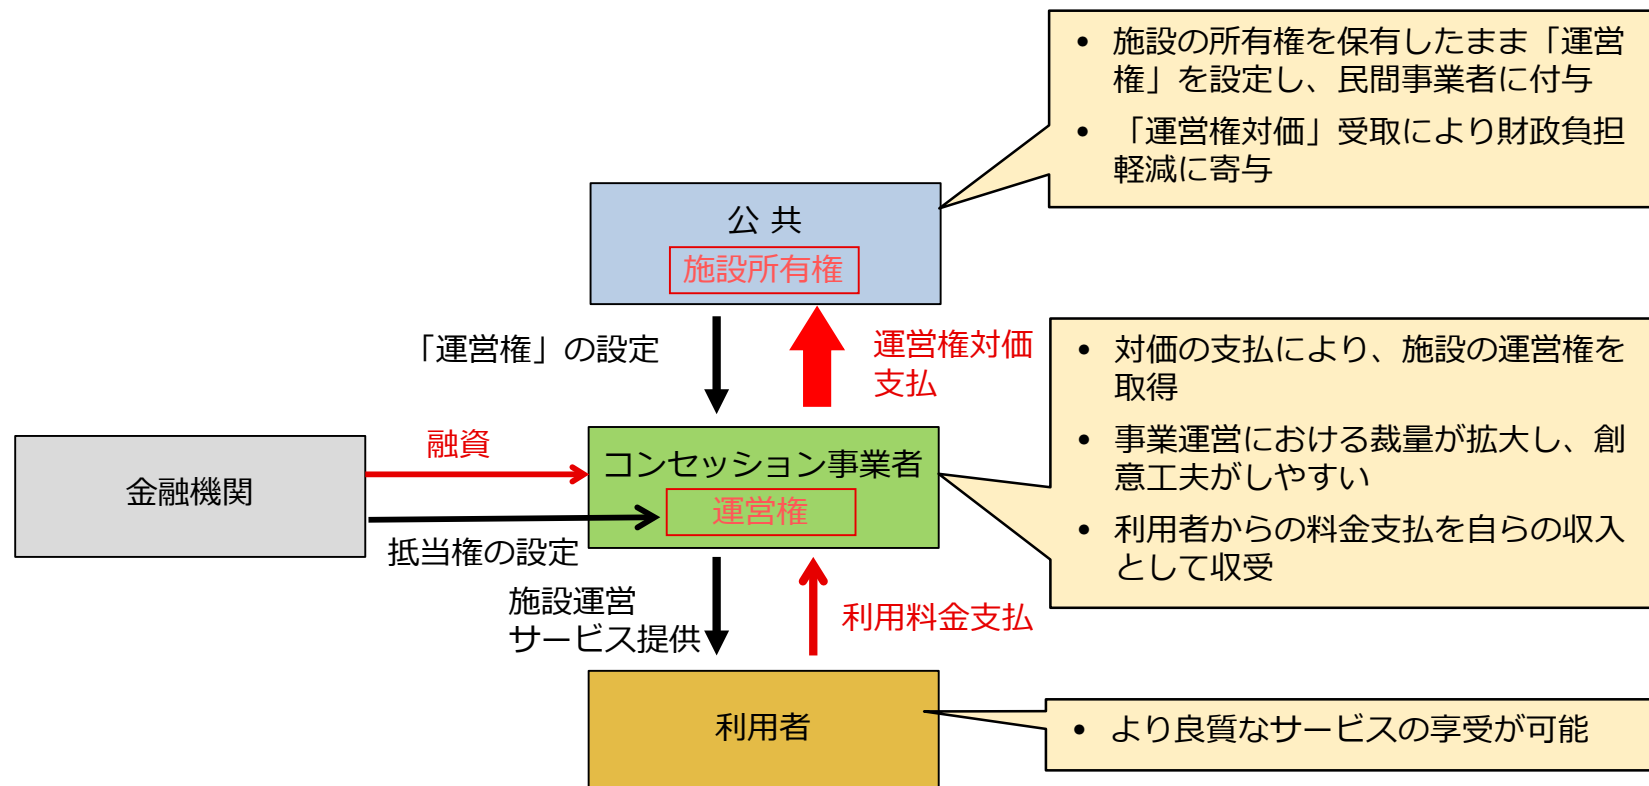 • 施設の所有権を保有したまま「運営
権」を設定し、民間事業者に付与
• 「運営権対価」受取により財政負担
軽減に寄与
公 共
施設所有権
「運営権」の設定
運営権対価
支払
• 対価の支払により、施設の運営権を
取得
• 事業運営における裁量が拡大し、創
意工夫がしやすい
• 利用者からの料金支払を自らの収入
として収受
融資
金融機関
コンセッション事業者
運営権
抵当権の設定
施設運営
サービス提供
利用料金支払
利用者
• より良質なサービスの享受が可能